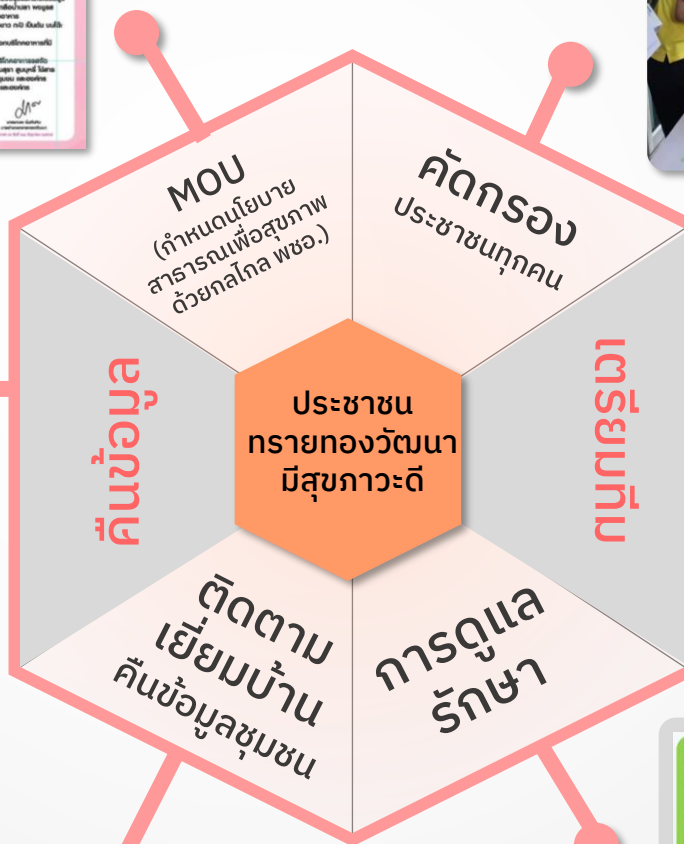 MOU
(กำหนดนโยบาย
สาธารณเพื่อสุขภาพ
ด้วยกลไกล พชอ.)
คัดกรอง
ประชาชนทุกคน
คืนข้อมูล
ประชาชน
ทรายทองวัฒนา
มีสุขภาวะดี
เตรียมทีม
ติดตาม
เยี่ยมบ้าน
คืนข้อมูลชุมชน
การดูแล
รักษา